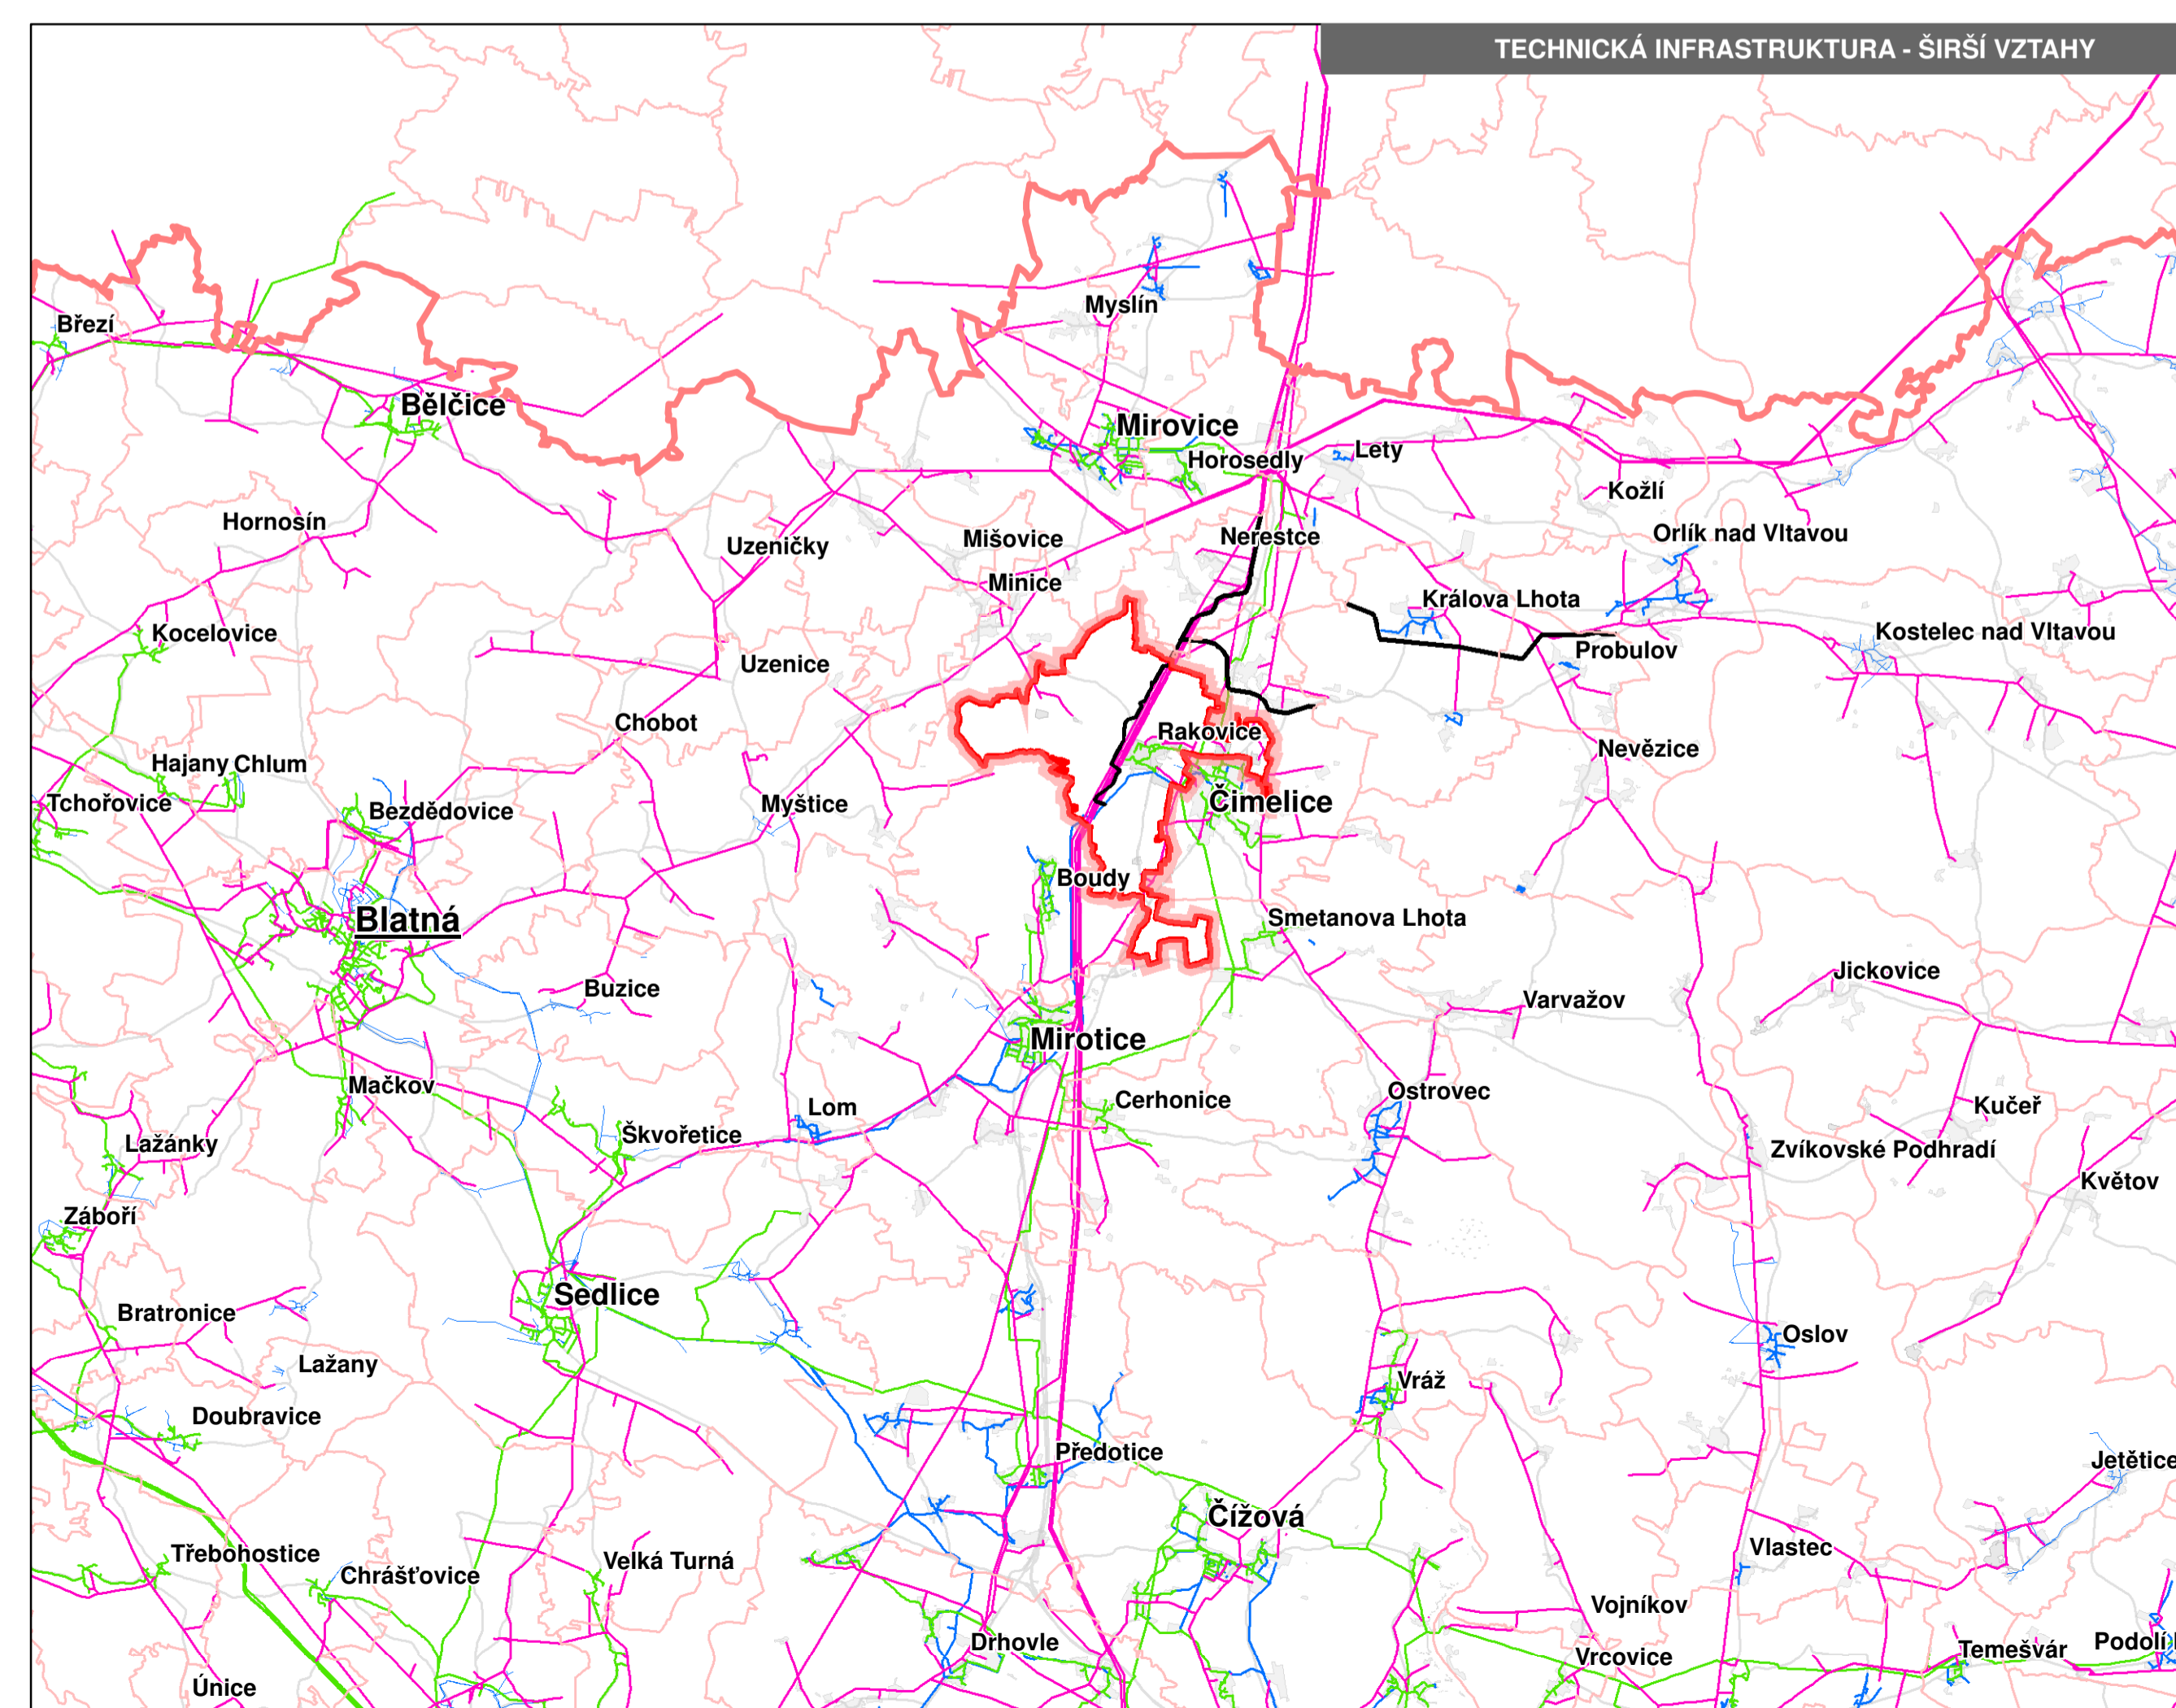 TECHNICKÁ INFRASTRUKTURA - ŠIRŠÍ VZTAHY
Myslín
Březí
Bělčice
Mirovice
Horosedly
Lety
Kožlí
Hornosín
Uzeničky
Mišovice
Nerestce
Orlík nad Vltavou
Minice
Králova Lhota
Kocelovice
Kostelec nad Vltavou
Uzenice
Probulov
Chobot
Rakovice
Nevězice
Hajany Chlum
Tchořovice
Bezdědovice
Myštice
Čimelice
Boudy
Blatná
Smetanova Lhota
Jickovice
Buzice
Varvažov
Mirotice
Mačkov
Ostrovec
Cerhonice
Lom
Kučeř
Škvořetice
Lažánky
Zvíkovské Podhradí
Květov
Záboří
Sedlice
Bratronice
Oslov
Lažany
Vráž
Doubravice
Předotice
Jetětice
Čížová
Vlastec
Třebohostice
Velká Turná
Chrášťovice
Vojníkov
Drhovle
Podolí I
Temešvár
Vrcovice
Únice